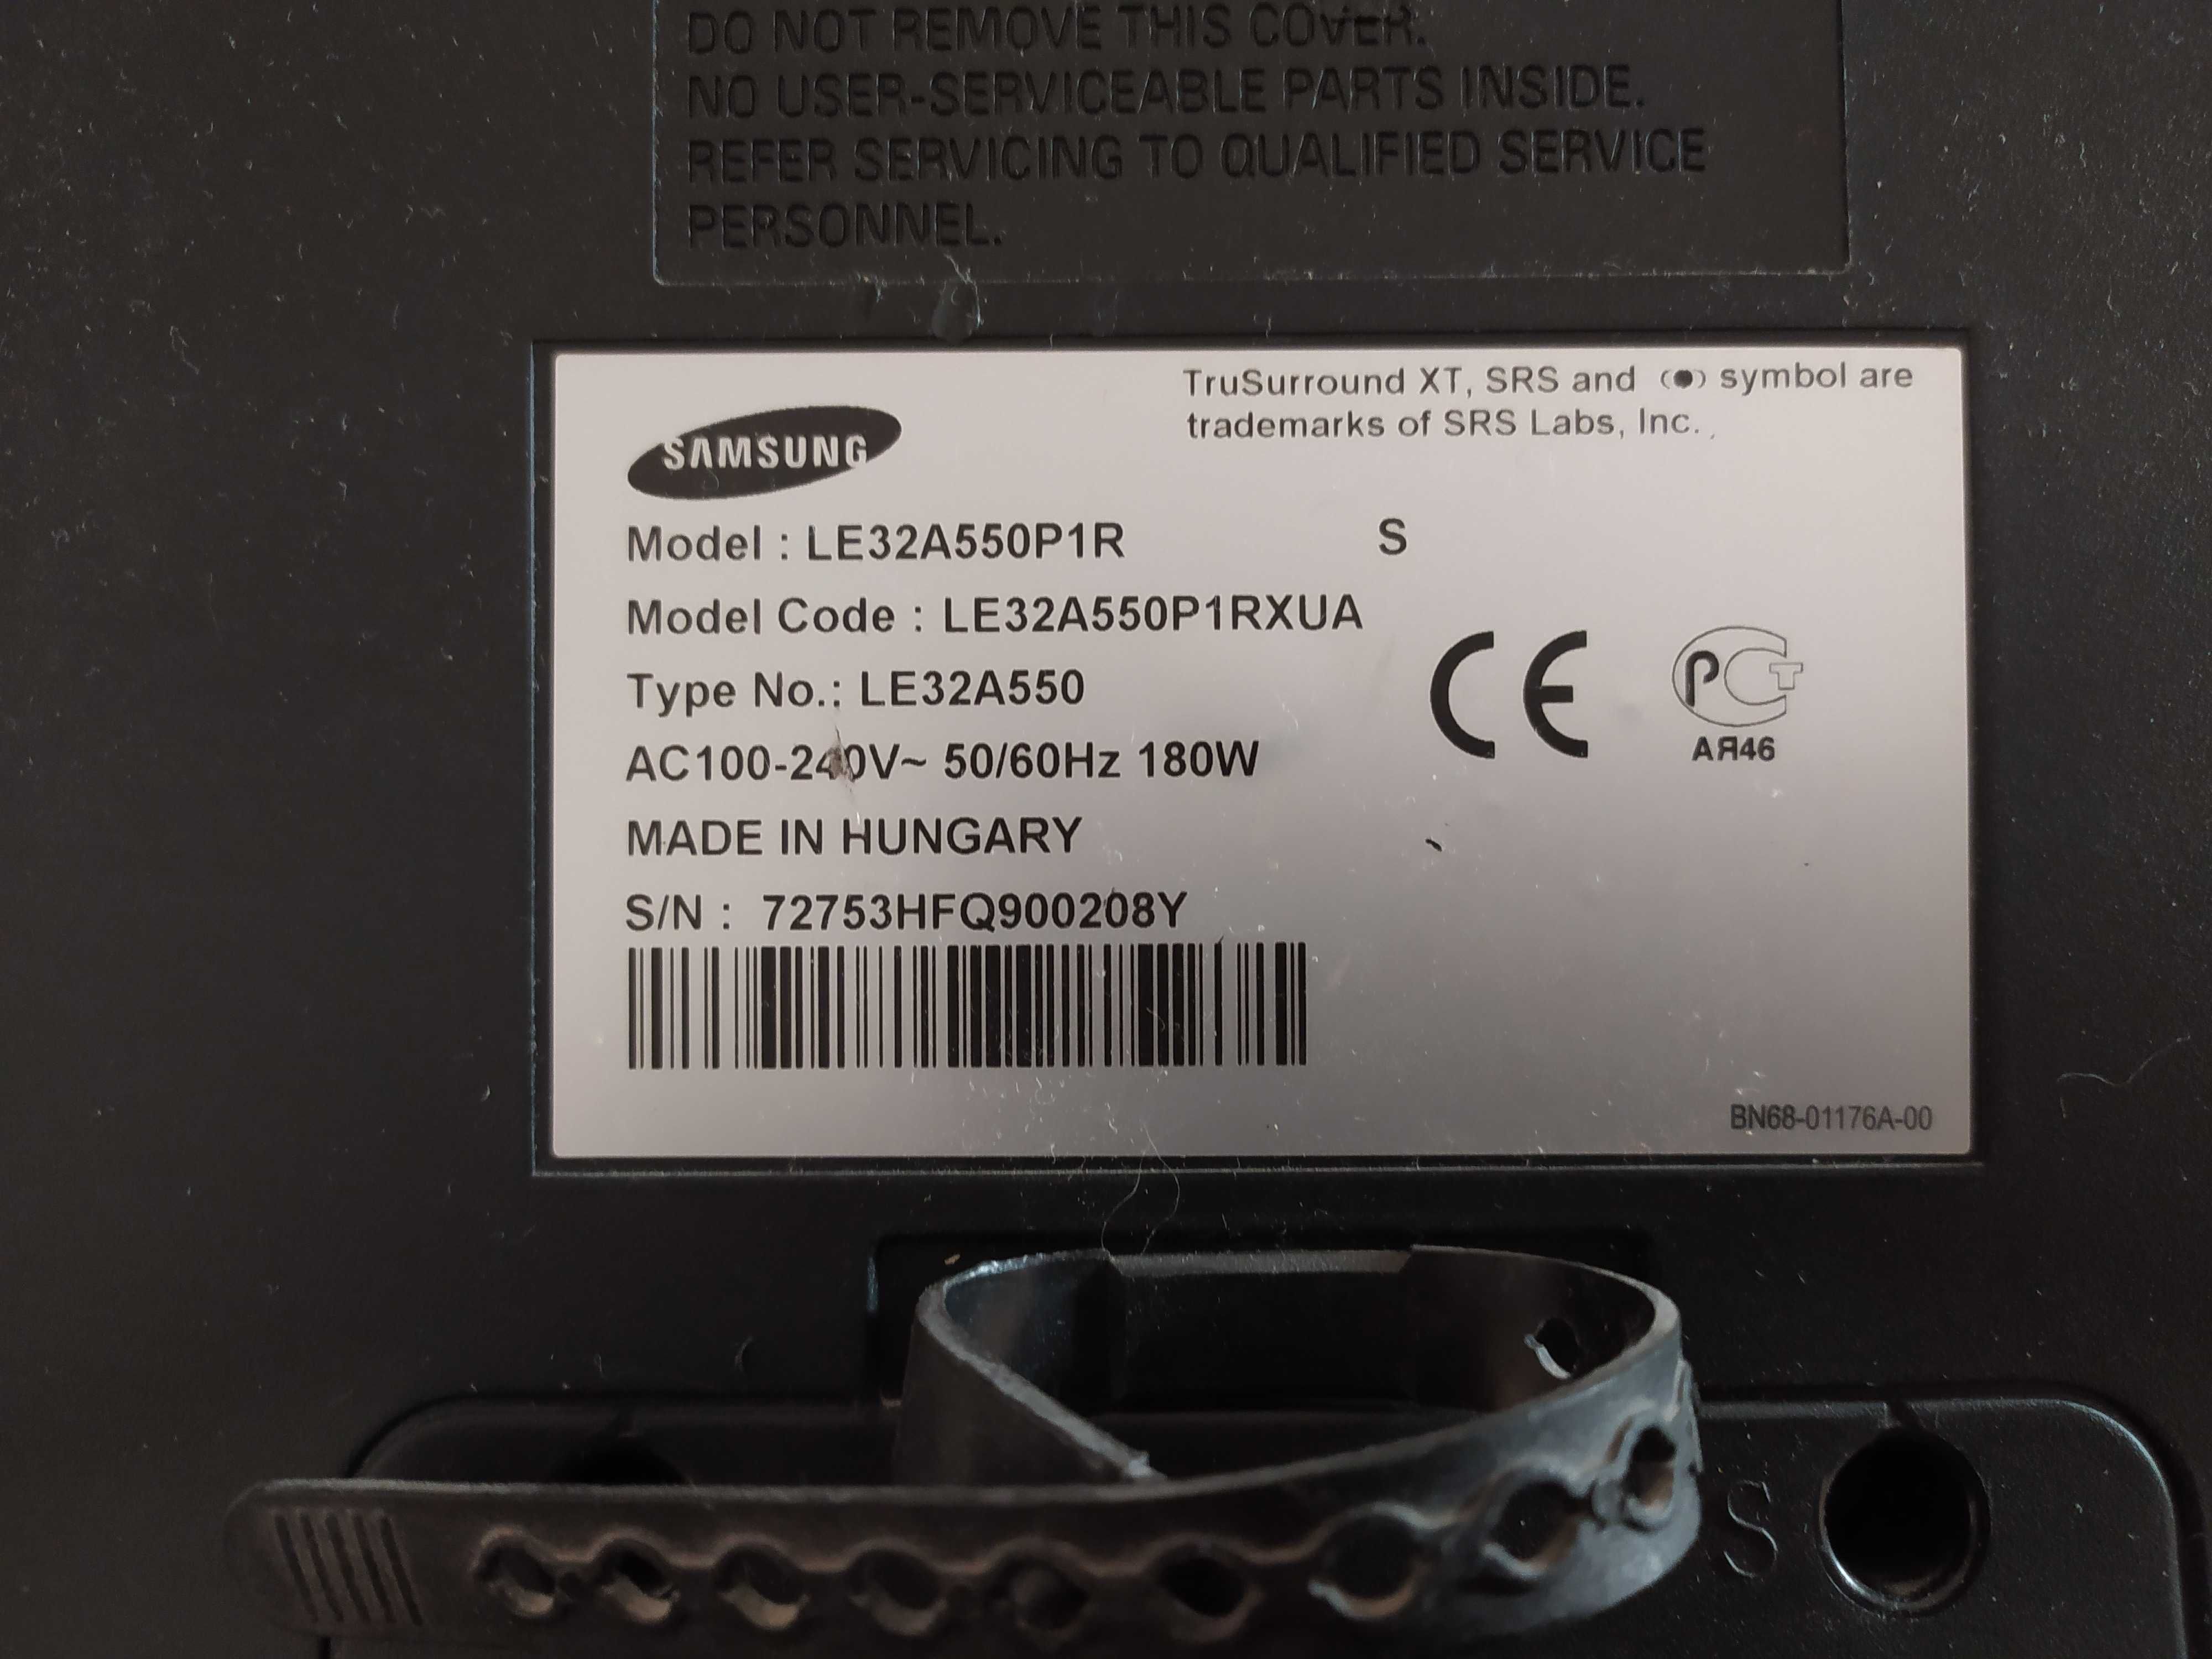 DO NOT REMOVE THIS COVER.
NO USER-SERVICEABLE PARTS INSIDE.
REFER SERVICING TO QUALIFIED SERVICE
PERSONNEL.
TruSurround XT, SRS and (●) symbol are
trademarks of SRS Labs, Inc.
SAMSUNG
Model : LE32A550P1R S
Model Code : LE32A550P1RXUA
Type No.: LE32A550
AC100-240V~ 50/60Hz 180W
MADE IN HUNGARY
S/N : 72753HFQ900208Y
CE
РСТ
АЯ46
BN68-01176A-00
S